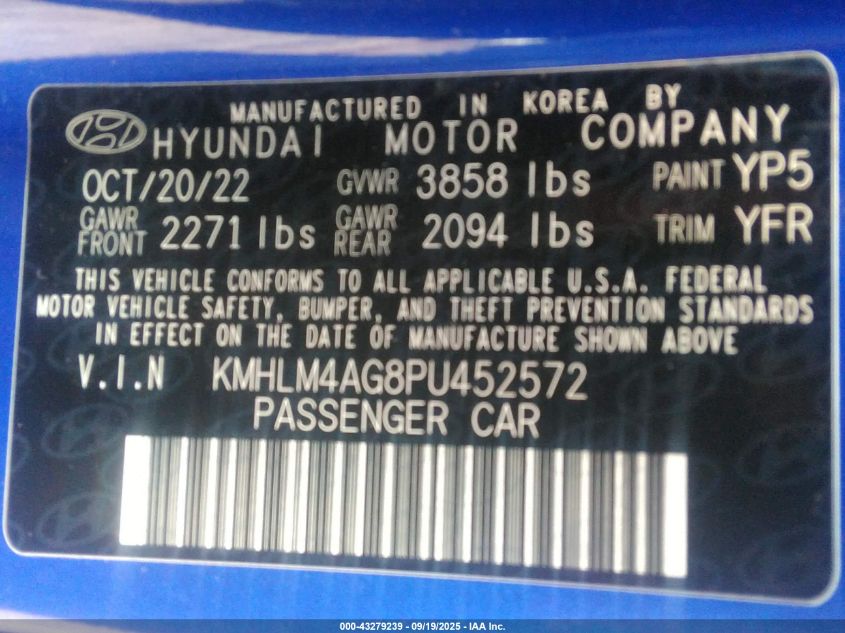 MANUFACTURED IN KOREA BY
HYUNDAI MOTOR COMPANY
OCT/20/22 GVWR 3858 lbs PAINT YP5
GAWR FRONT 2271 lbs GAWR REAR 2094 lbs TRIM YFR
THIS VEHICLE CONFORMS TO ALL APPLICABLE U.S.A. FEDERAL
MOTOR VEHICLE SAFETY, BUMPER, AND THEFT PREVENTION STANDARDS
IN EFFECT ON THE DATE OF MANUFACTURE SHOWN ABOVE
V.I.N KMHLM4AG8PU452572
PASSENGER CAR
000-43279239 - 09/19/2025 - IAA Inc.